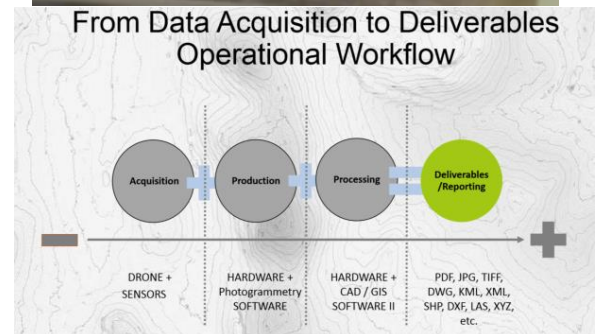 From Data Acquisition to Deliverables
Operational Workflow
Acquisition
Production
Processing
Deliverables
/Reporting
DRONE +
SENSORS
HARDWARE +
Photogrammetry
SOFTWARE
HARDWARE +
CAD / GIS
SOFTWARE II
PDF, JPG, TIFF,
DWG, KML, XML,
SHP, DXF, LAS, XYZ,
etc.